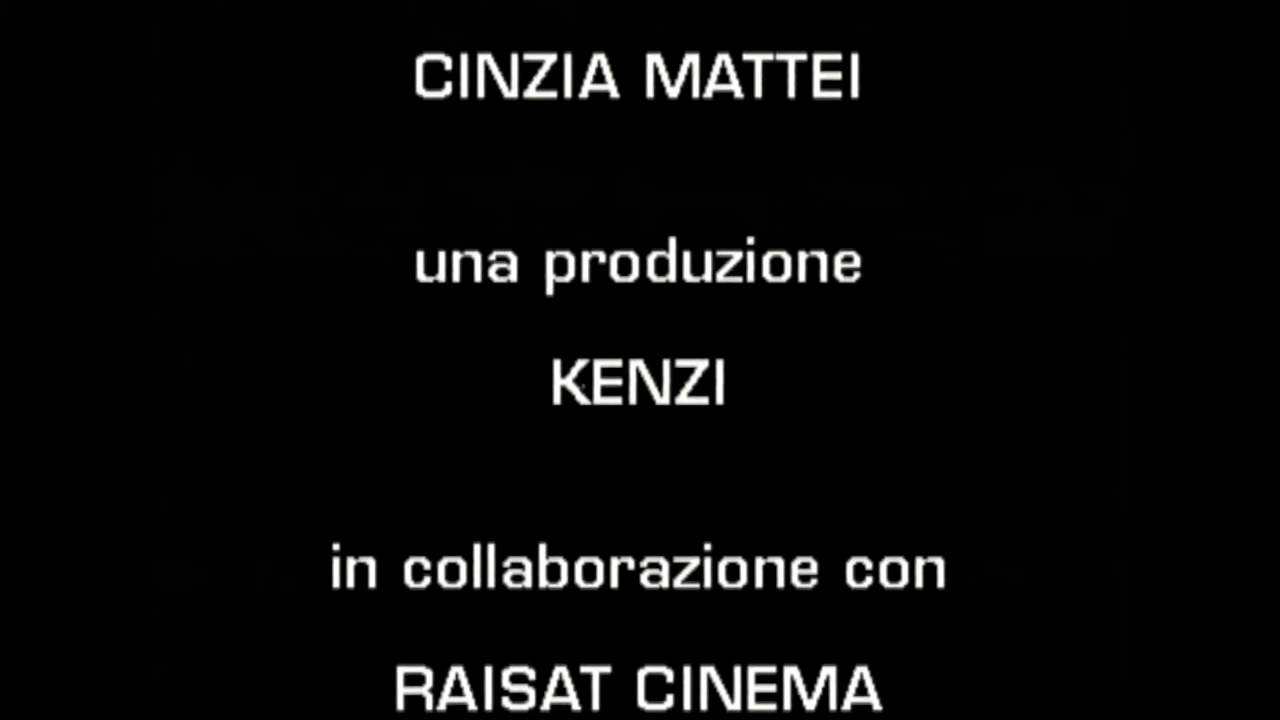 CINZIA MATTEI
una produzione
KENZI
in collaborazione con
RAISAT CINEMA